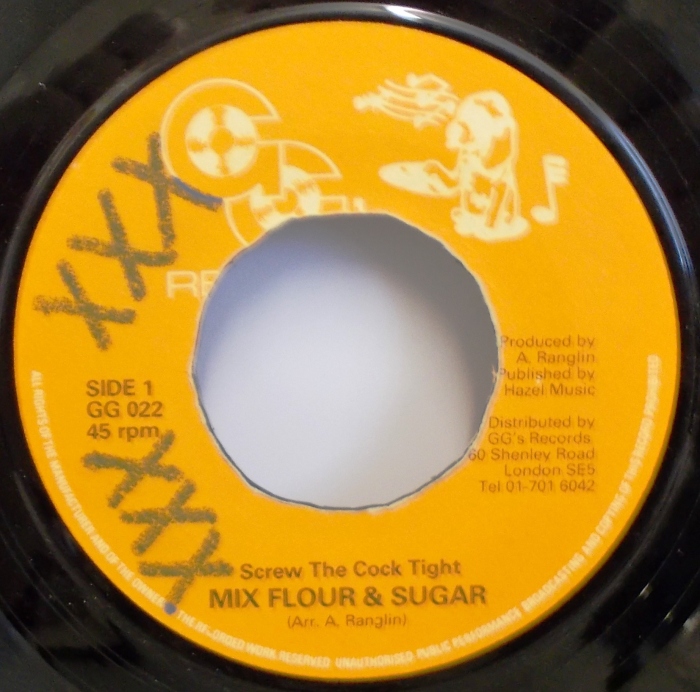 XXX
GG
SIDE 1
GG 022
45 rpm
XXX
Produced by
A. Ranglin
Published by
Hazel Music
Distributed by
GG's Records
60 Shenley Road
London SE5
Tel 01-701 6042
Screw The Cock Tight
MIX FLOUR & SUGAR
(Arr. A. Ranglin)
ALL RIGHTS OF THE MANUFACTURER AND OF THE OWNER THE RECORDED WORK RESERVED UNAUTHORISED PUBLIC PERFORMANCE BROADCASTING AND COPYING OF THIS RECORD PROHIBITED